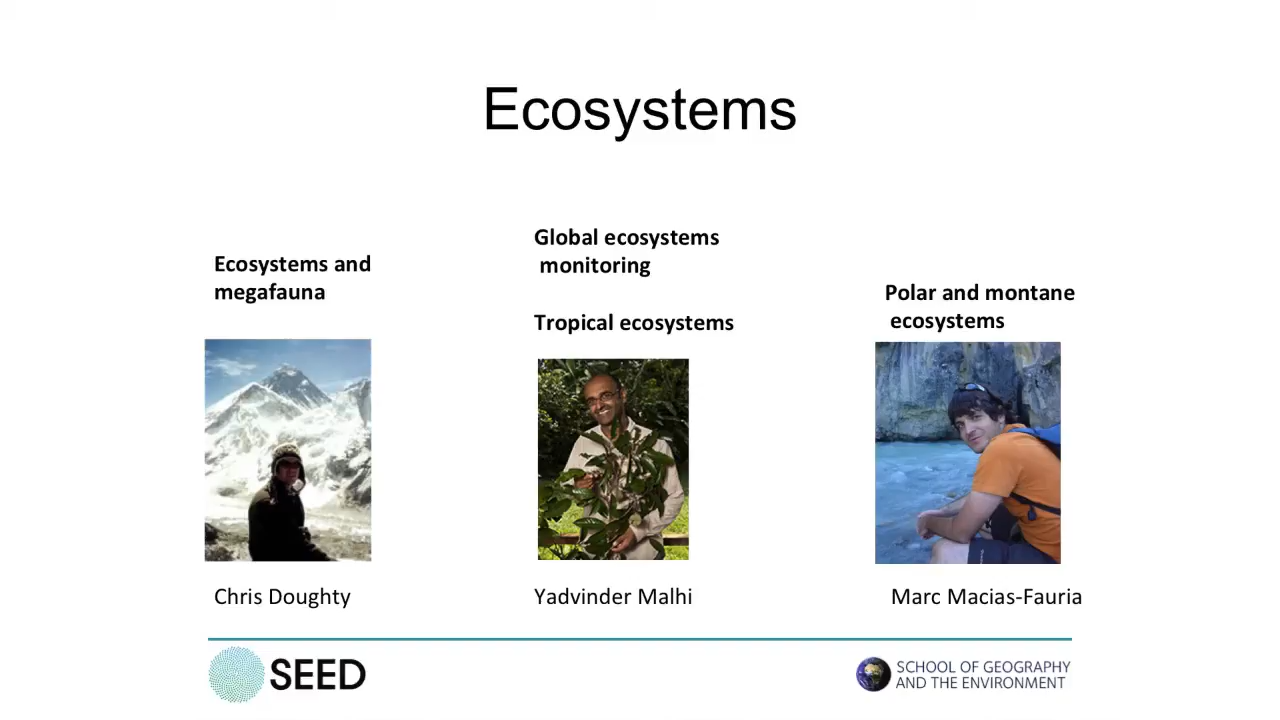 Ecosystems
Ecosystems and
megafauna
Global ecosystems
monitoring
Tropical ecosystems
Polar and montane
ecosystems
Chris Doughty
Yadvinder Malhi
Marc Macias-Fauria
SEED
SCHOOL OF GEOGRAPHY
AND THE ENVIRONMENT